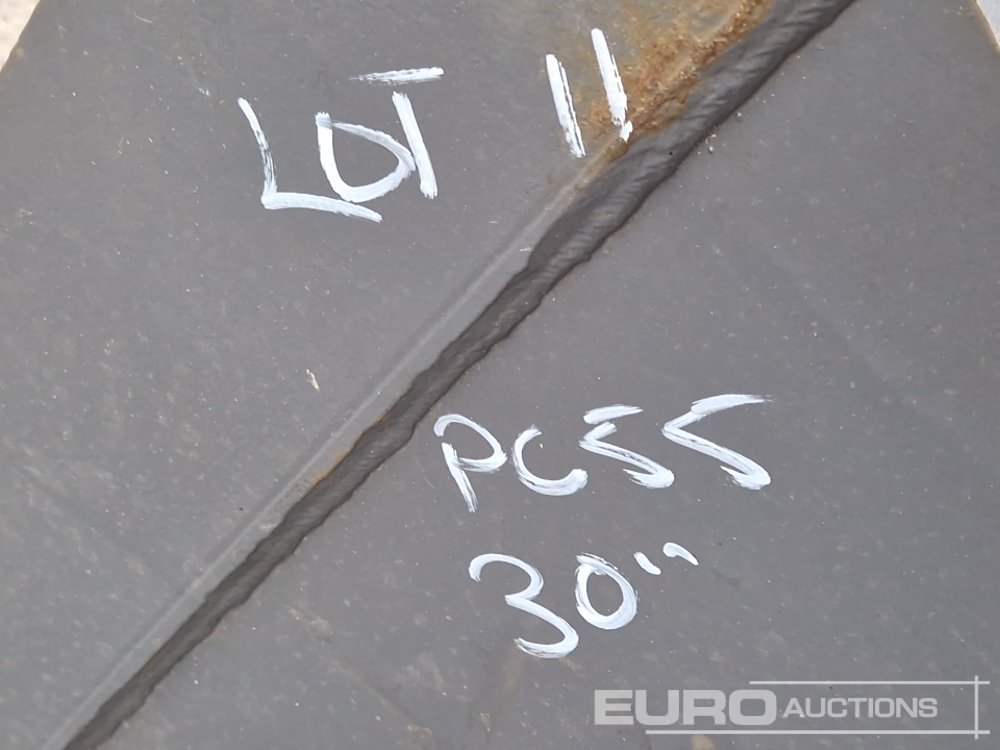 LOT 11
PC55
30"
EURO AUCTIONS